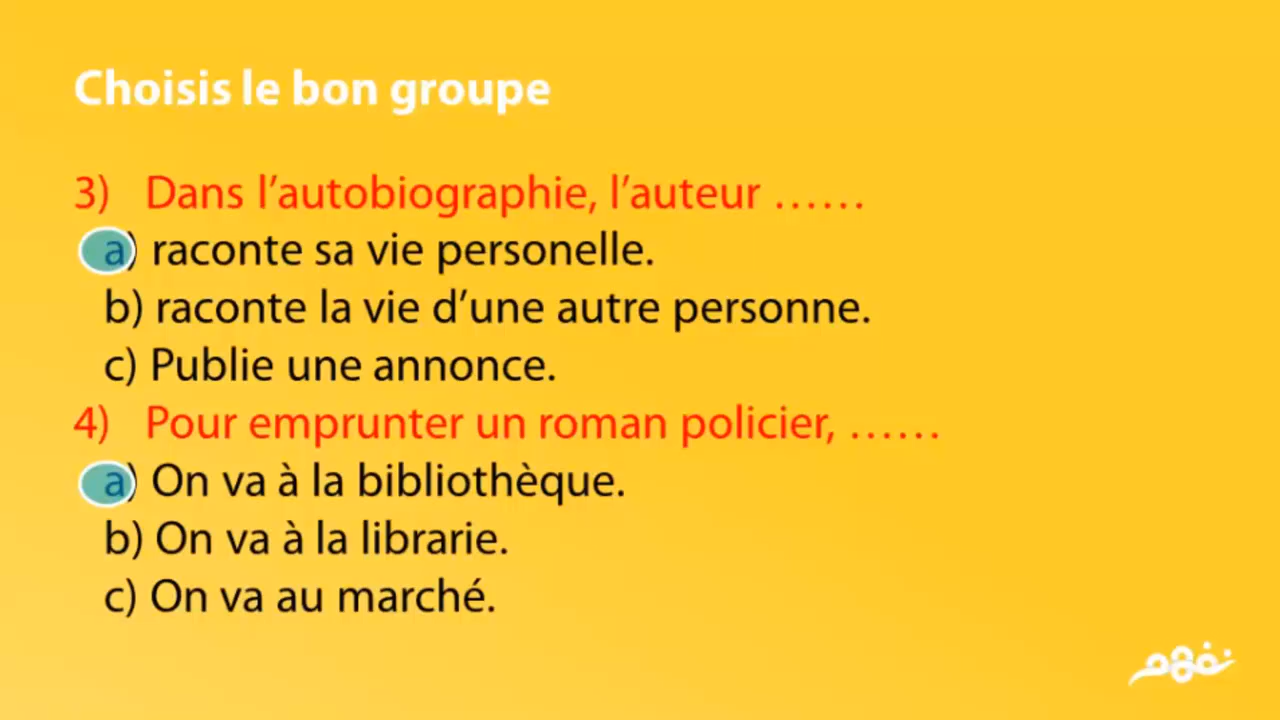 Choisis le bon groupe
3) Dans l'autobiographie, l'auteur ......
a) raconte sa vie personelle.
b) raconte la vie d'une autre personne.
c) Publie une annonce.
4) Pour emprunter un roman policier, ......
a) On va à la bibliothèque.
b) On va à la librarie.
c) On va au marché.
نفهم